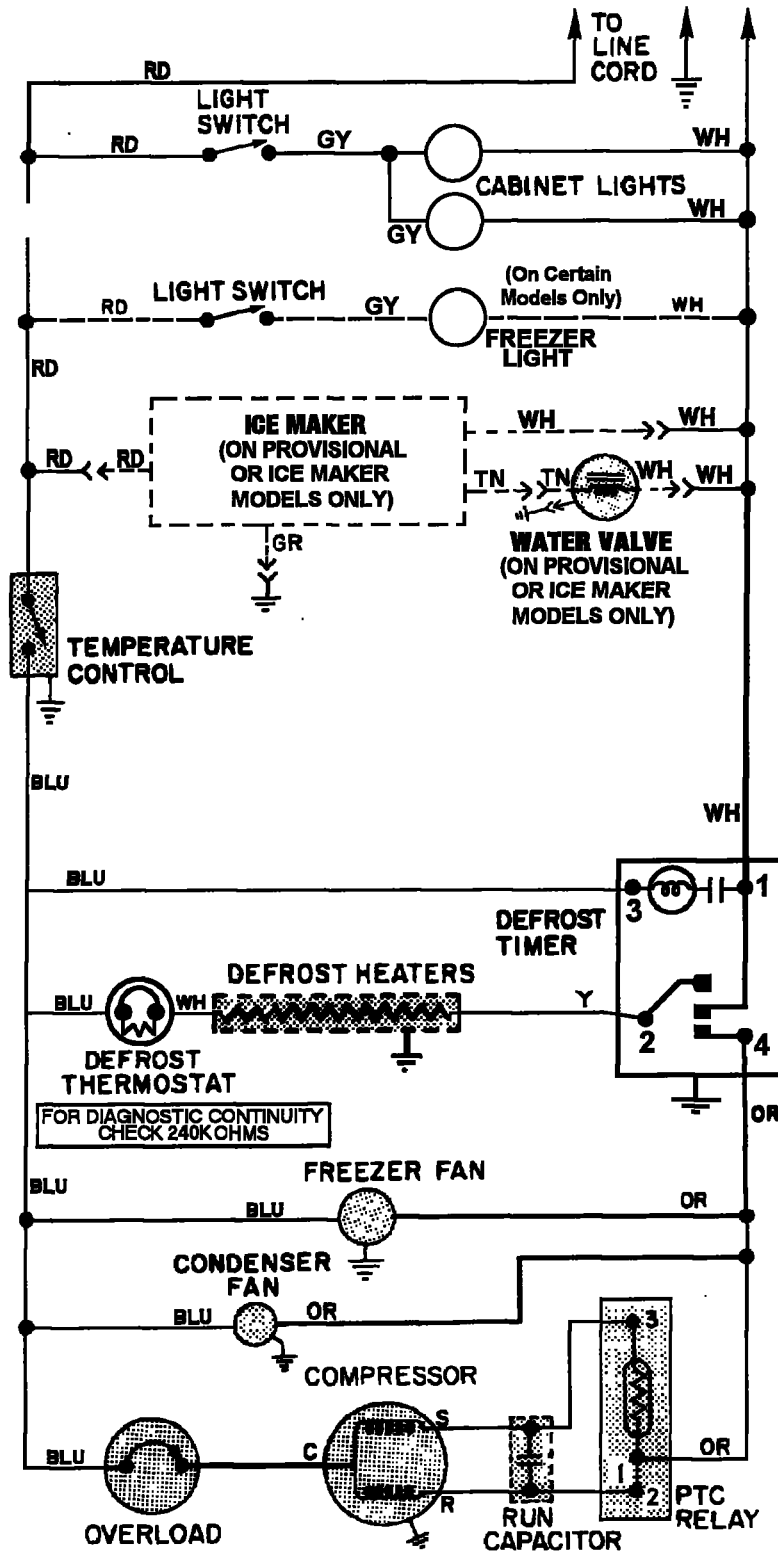 TO
LINE
CORD
RD
LIGHT
SWITCH
RD
GY
WH
CABINET LIGHTS
GY
WH
(On Certain
Models Only)
LIGHT SWITCH
RD
GY
WH
FREEZER
LIGHT
RD
ICE MAKER
(ON PROVISIONAL
OR ICE MAKER
MODELS ONLY)
WH
WH
RD
RD
TN
TN
WH
WH
GR
WATER VALVE
(ON PROVISIONAL
OR ICE MAKER
MODELS ONLY)
TEMPERATURE
CONTROL
BLU
WH
BLU
3
1
DEFROST
TIMER
DEFROST HEATERS
BLU
WH
Y
2
4
DEFROST
THERMOSTAT
FOR DIAGNOSTIC CONTINUITY
CHECK 240K OHMS
OR
BLU
FREEZER FAN
BLU
OR
CONDENSER
FAN
BLU
OR
3
COMPRESSOR
S
BLU
C
OR
1
R
2
PTC
RELAY
OVERLOAD
RUN
CAPACITOR